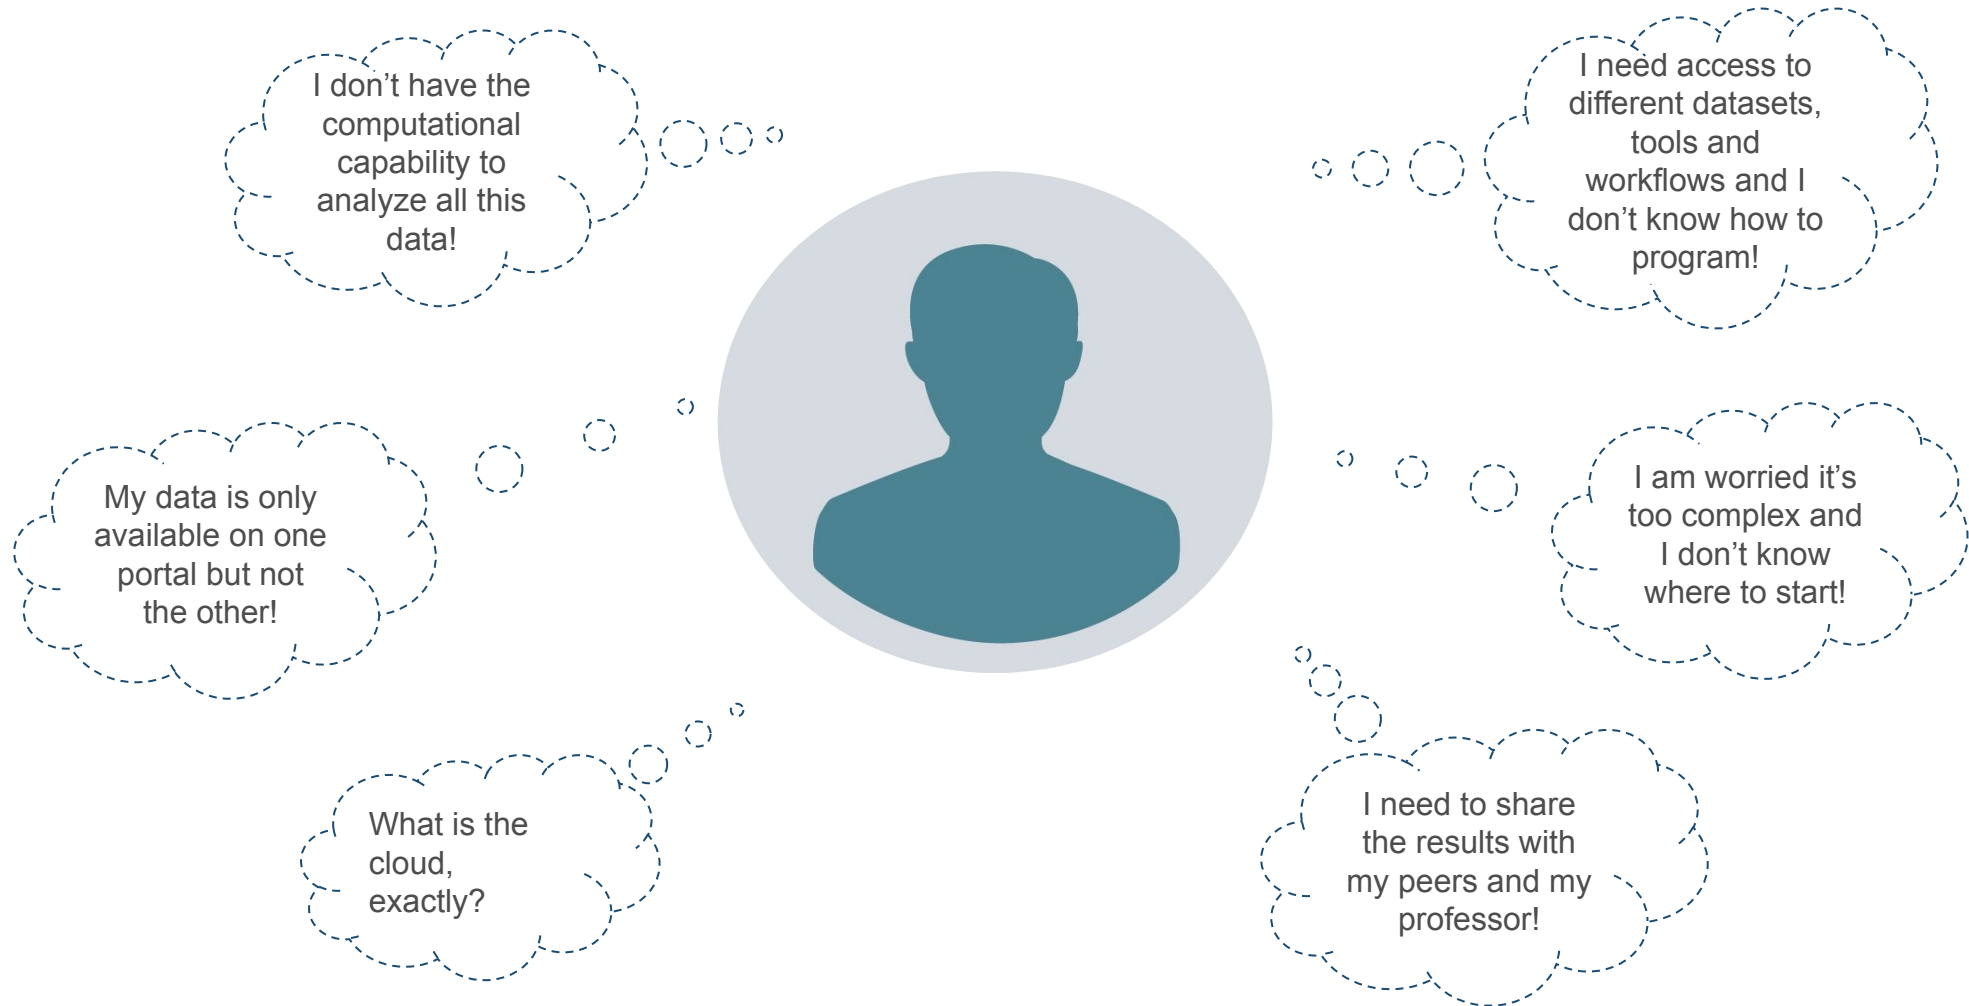 I don’t have the
computational
capability to
analyze all this
data!
I need access to
different datasets,
tools and
workflows and I
don’t know how to
program!
My data is only
available on one
portal but not
the other!
I am worried it’s
too complex and
I don’t know
where to start!
What is the
cloud,
exactly?
I need to share
the results with
my peers and my
professor!